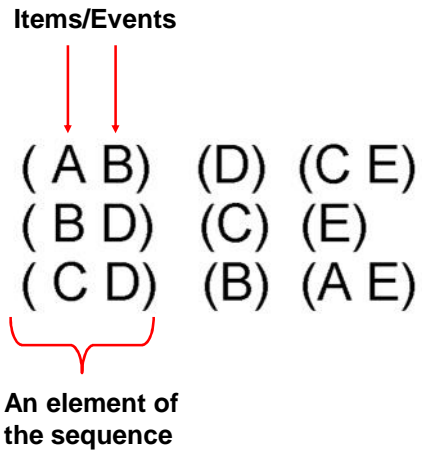 Items/Events
( A B) (D) (C E)
( B D) (C) (E)
( C D) (B) (A E)
An element of
the sequence